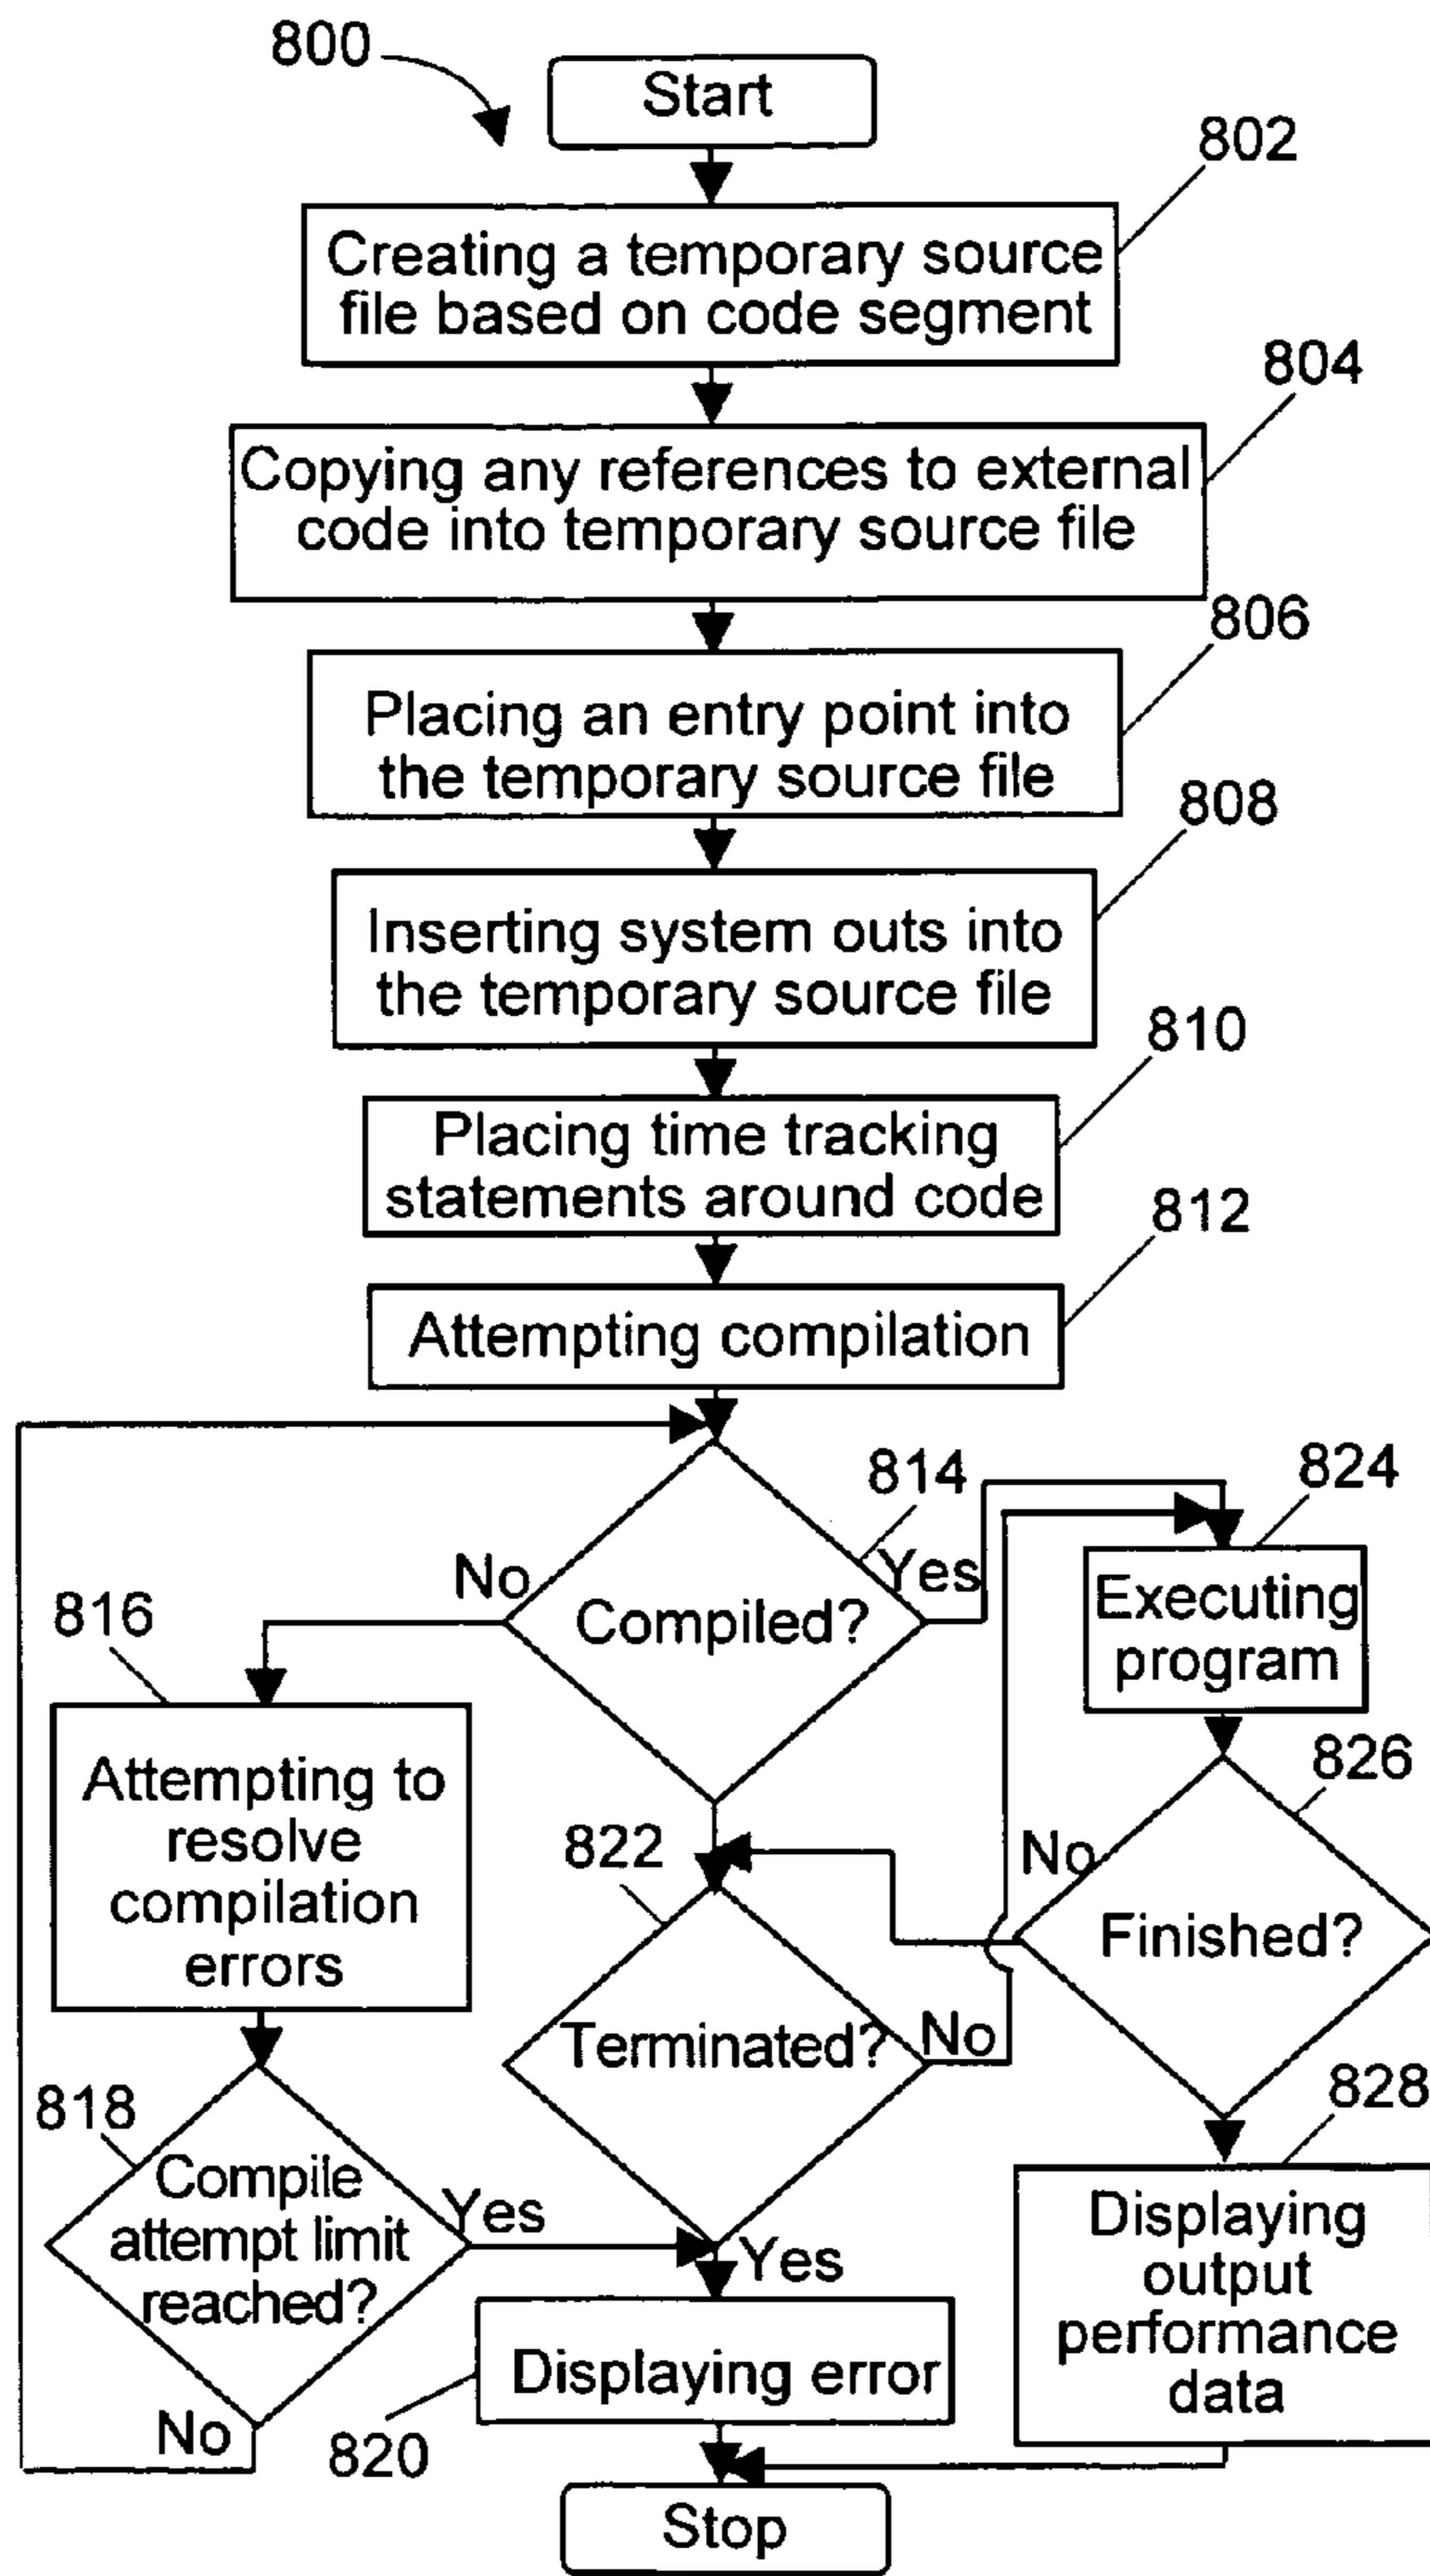 800
Start
802
Creating a temporary source
file based on code segment
804
Copying any references to external
code into temporary source file
806
Placing an entry point into
the temporary source file
808
Inserting system outs into
the temporary source file
810
Placing time tracking
statements around code
812
Attempting compilation
814
824
No
Yes
Compiled?
Executing
program
816
Attempting to
resolve
compilation
errors
822
826
No
Finished?
Terminated?
No
818
Compile
attempt limit
reached?
Yes
Yes
No
828
Displaying
output
performance
data
Displaying error
820
Stop